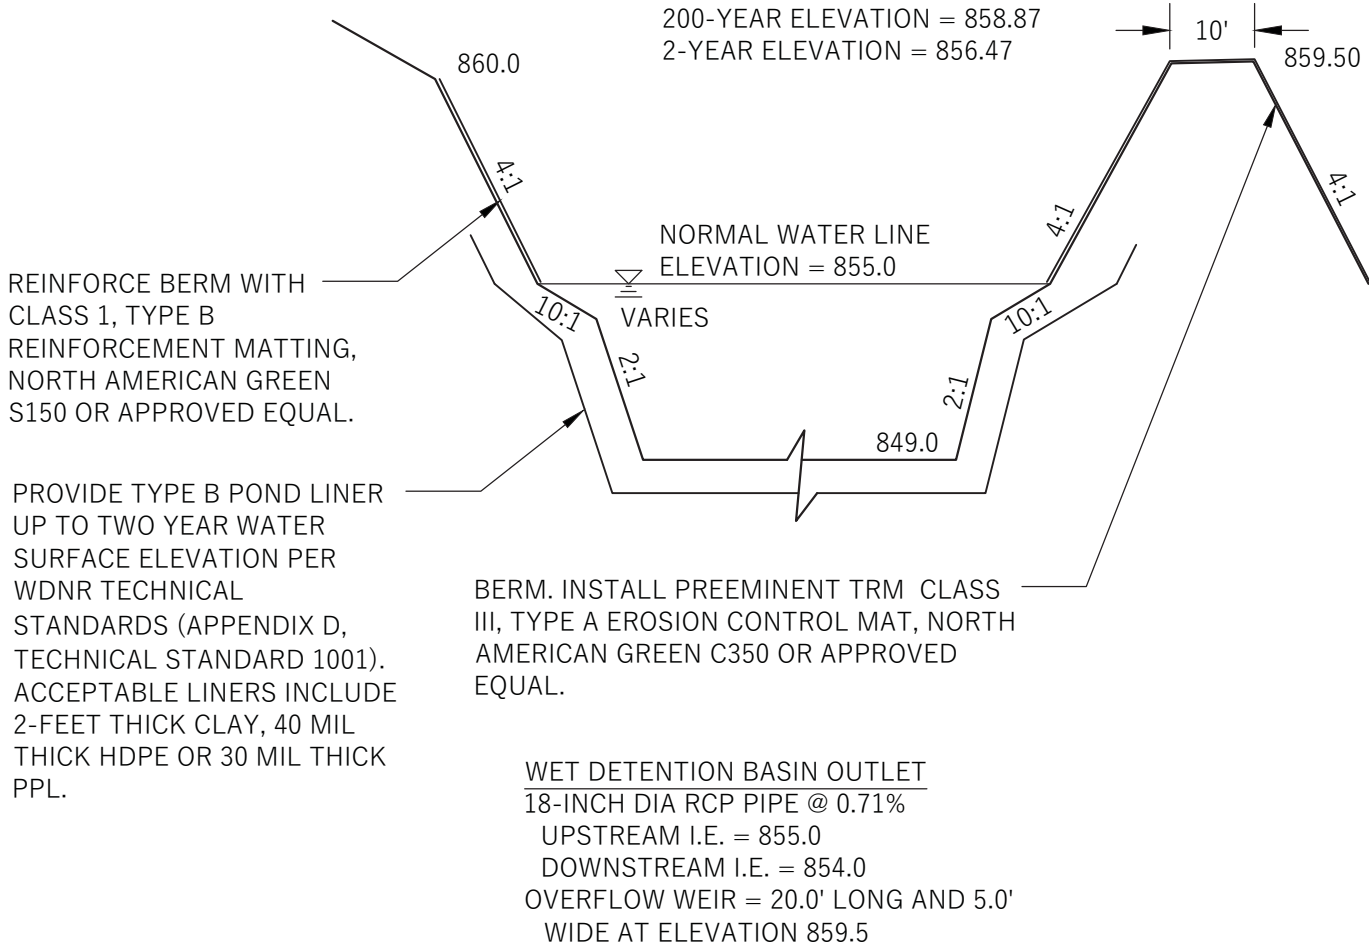 200-YEAR ELEVATION = 858.87
2-YEAR ELEVATION = 856.47
10'
860.0
859.50
4:1
4:1
4:1
NORMAL WATER LINE
ELEVATION = 855.0
VARIES
10:1
10:1
2:1
2:1
849.0
REINFORCE BERM WITH
CLASS 1, TYPE B
REINFORCEMENT MATTING,
NORTH AMERICAN GREEN
S150 OR APPROVED EQUAL.
PROVIDE TYPE B POND LINER
UP TO TWO YEAR WATER
SURFACE ELEVATION PER
WDNR TECHNICAL
STANDARDS (APPENDIX D,
TECHNICAL STANDARD 1001).
ACCEPTABLE LINERS INCLUDE
2-FEET THICK CLAY, 40 MIL
THICK HDPE OR 30 MIL THICK
PPL.
BERM. INSTALL PREEMINENT TRM CLASS
III, TYPE A EROSION CONTROL MAT, NORTH
AMERICAN GREEN C350 OR APPROVED
EQUAL.
WET DETENTION BASIN OUTLET
18-INCH DIA RCP PIPE @ 0.71%
UPSTREAM I.E. = 855.0
DOWNSTREAM I.E. = 854.0
OVERFLOW WEIR = 20.0' LONG AND 5.0'
WIDE AT ELEVATION 859.5